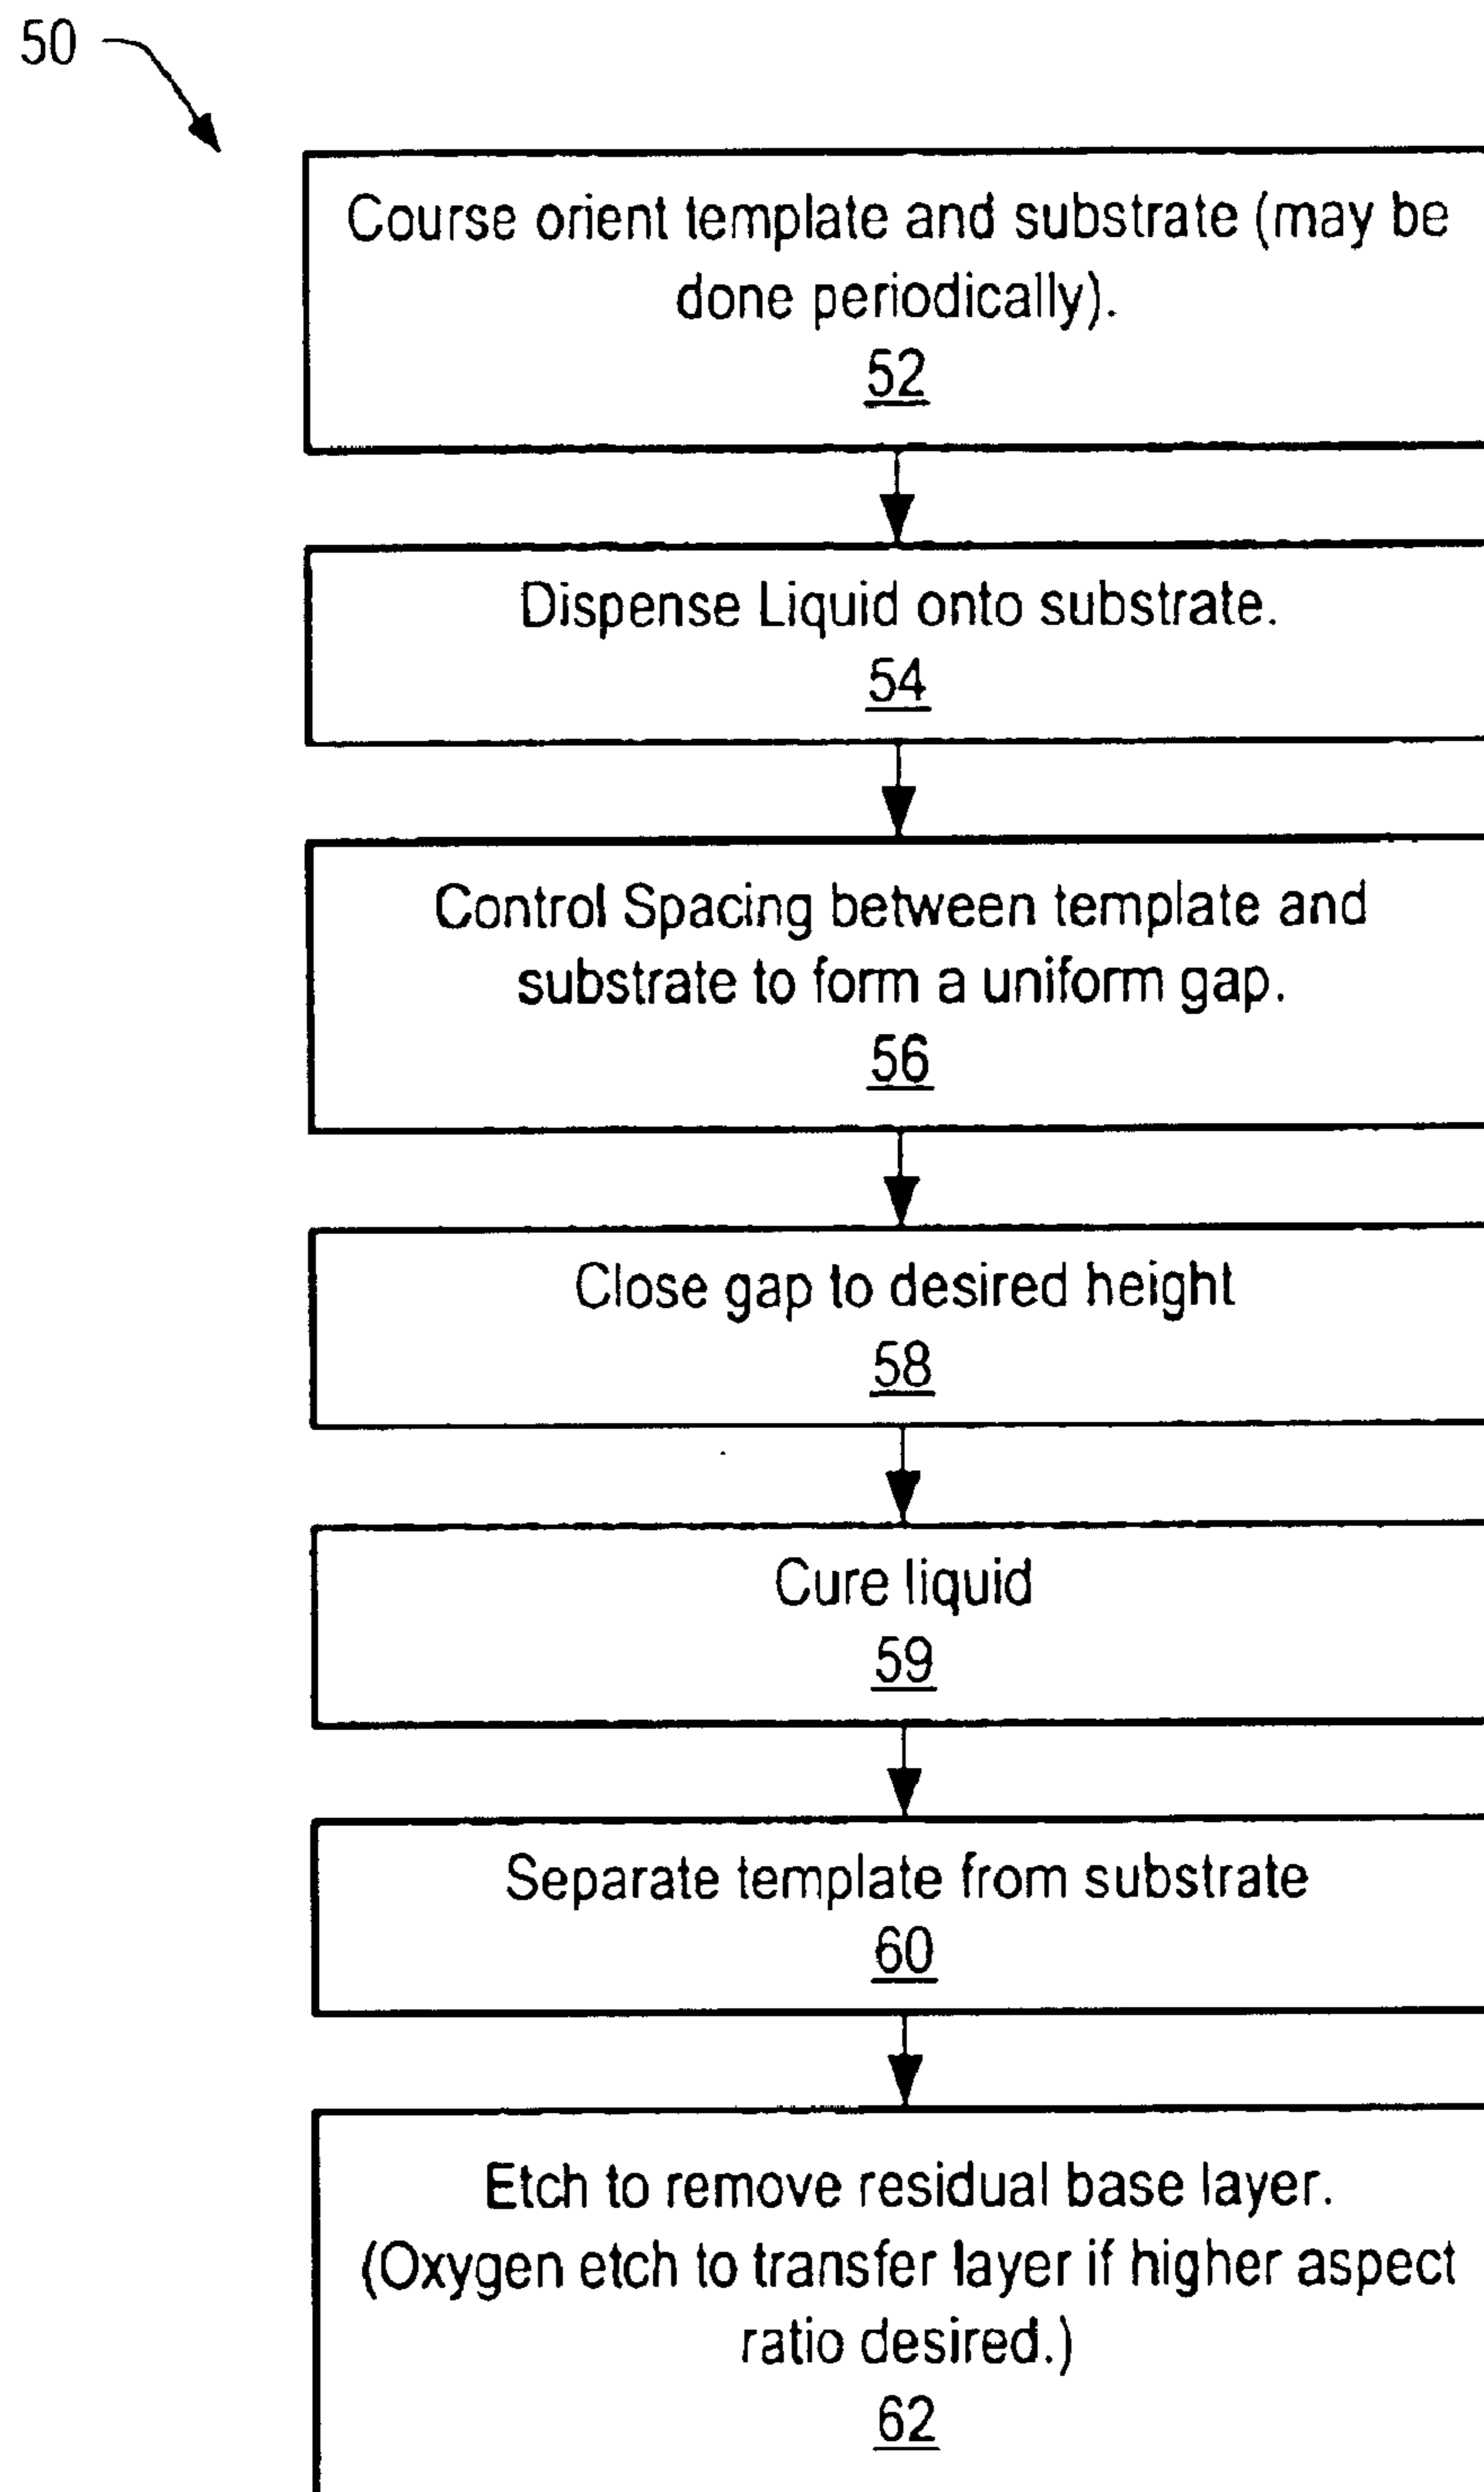 50
Course orient template and substrate (may be
done periodically).
52
Dispense Liquid onto substrate.
54
Control Spacing between template and
substrate to form a uniform gap.
56
Close gap to desired height
58
Cure liquid
59
Separate template from substrate
60
Etch to remove residual base layer.
(Oxygen etch to transfer layer if higher aspect
ratio desired.)
62